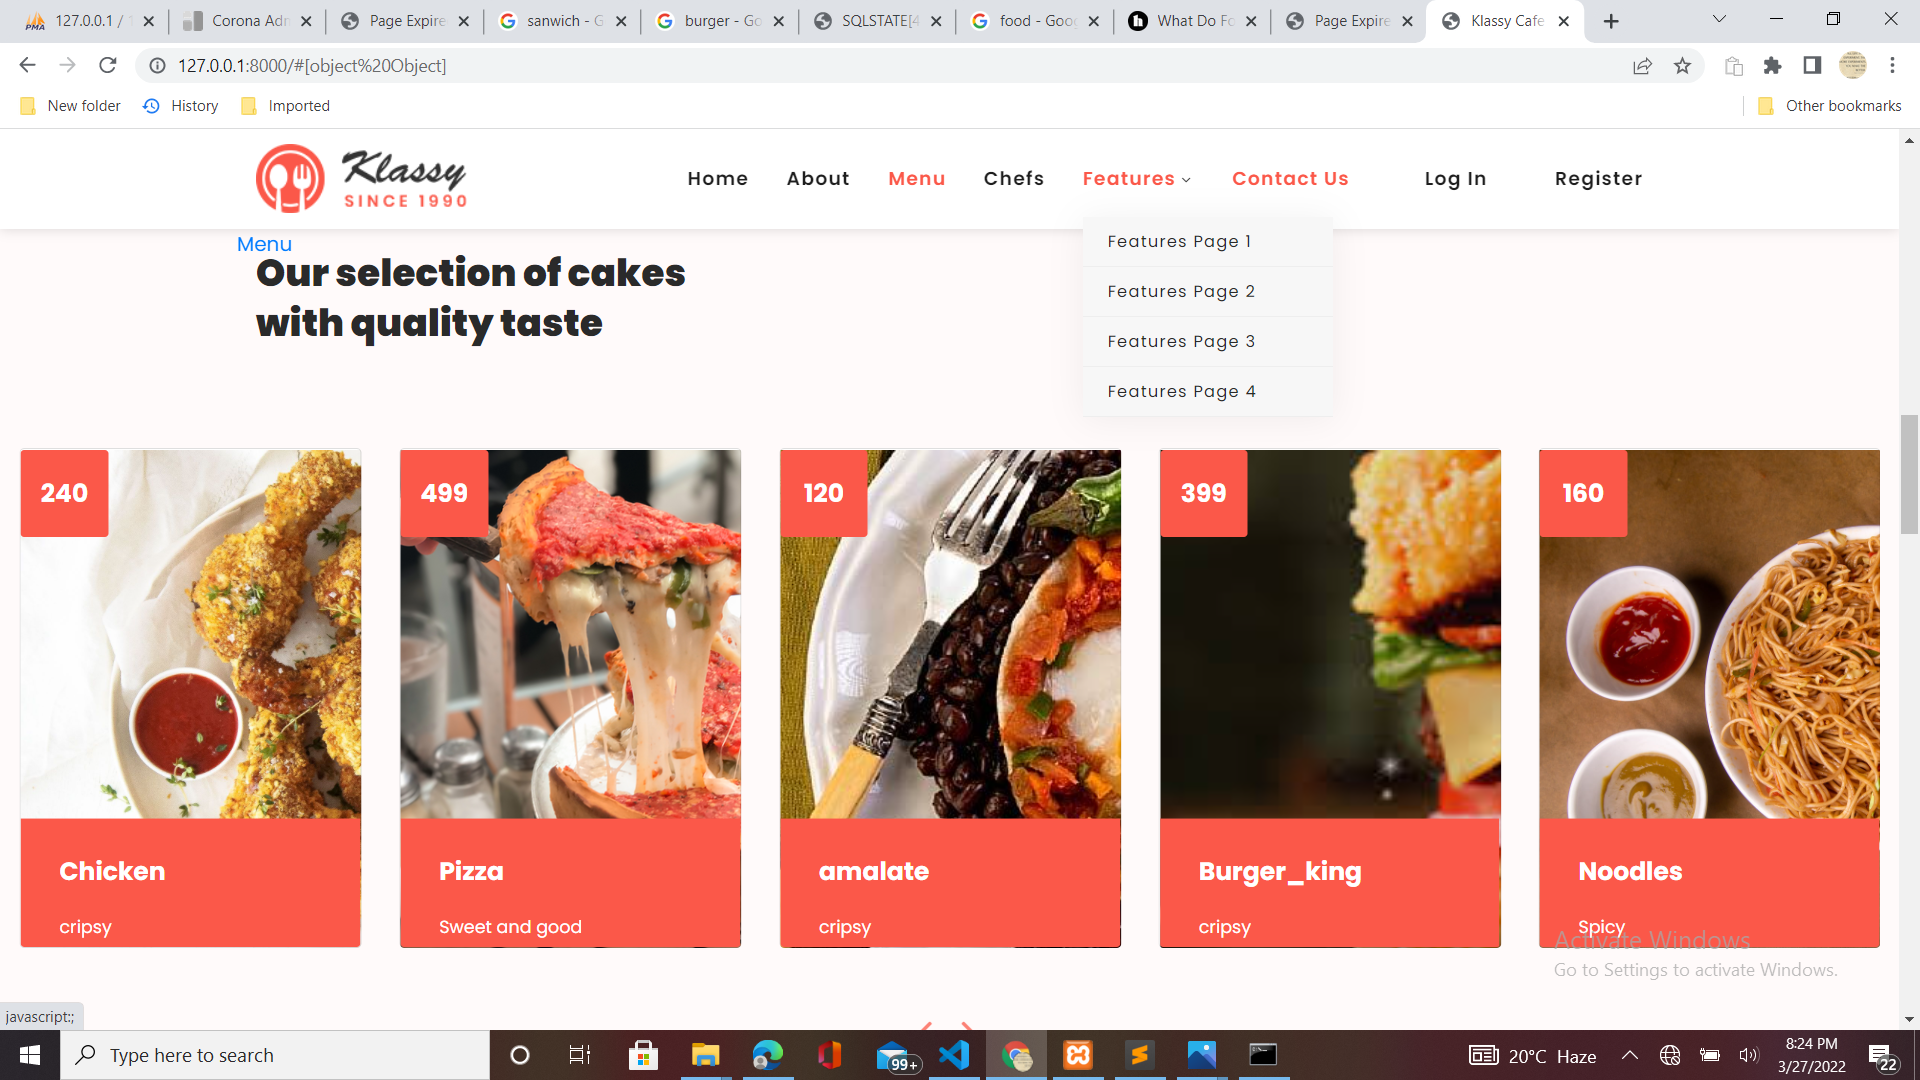 127.0.0.1 / 1
Corona Adm
Page Expire
sanwich - G
burger - Go
SQLSTATE[4
food - Goog
What Do Fo
Page Expire
Klassy Cafe
127.0.0.1:8000/#[object%20Object]
New folder
History
Imported
Other bookmarks
Klassy
SINCE 1990
Home
About
Menu
Chefs
Features
Contact Us
Log In
Register
Features Page 1
Features Page 2
Features Page 3
Features Page 4
Menu
Our selection of cakes
with quality taste
240
499
120
399
160
Chicken
Pizza
amalate
Burger_king
Noodles
cripsy
Sweet and good
cripsy
cripsy
Spicy
Activate Windows
Go to Settings to activate Windows.
javascript:;
Type here to search
99+
20°C Haze
8:24 PM
3/27/2022
22